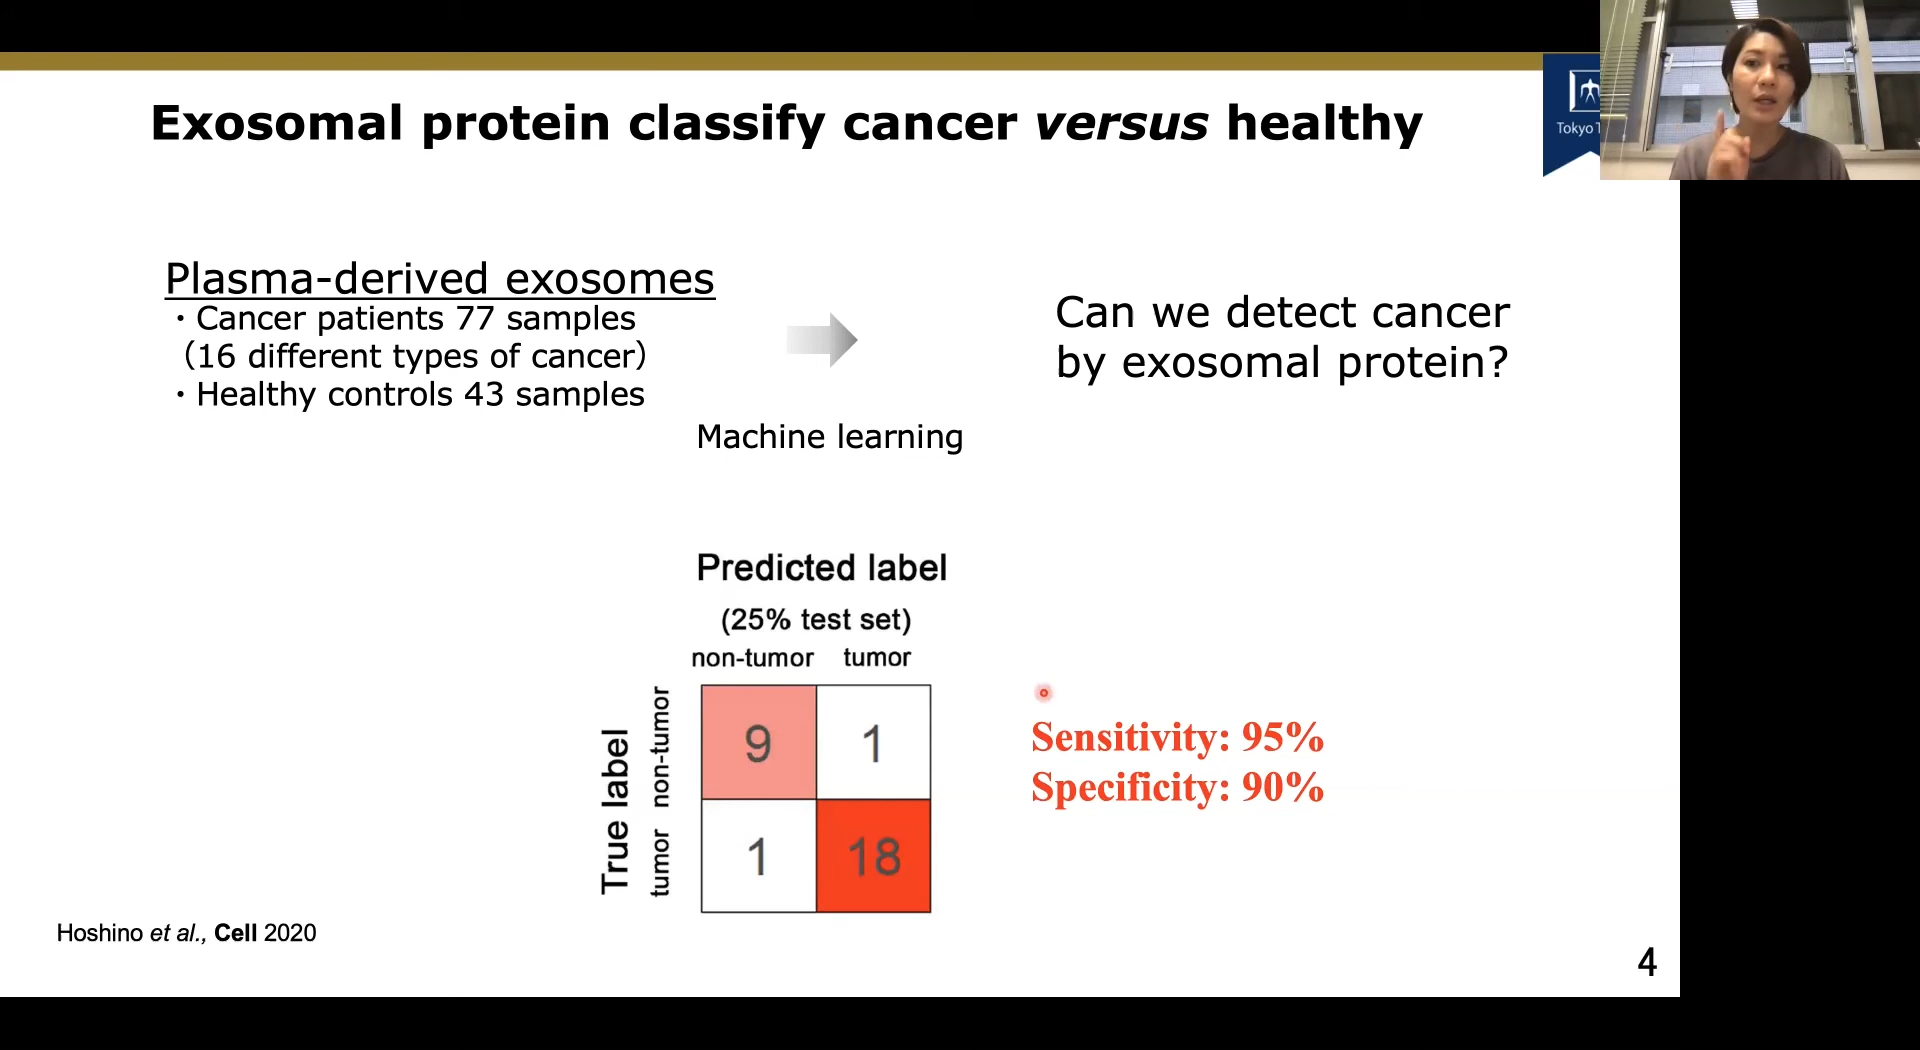 Exosomal protein classify cancer versus healthy
Tokyo
Plasma-derived exosomes
・Cancer patients 77 samples
(16 different types of cancer)
・Healthy controls 43 samples
Can we detect cancer
by exosomal protein?
Machine learning
Predicted label
(25% test set)
non-tumor tumor
True label
non-tumor
tumor
9 1
1 18
Sensitivity: 95%
Specificity: 90%
Hoshino et al., Cell 2020
4